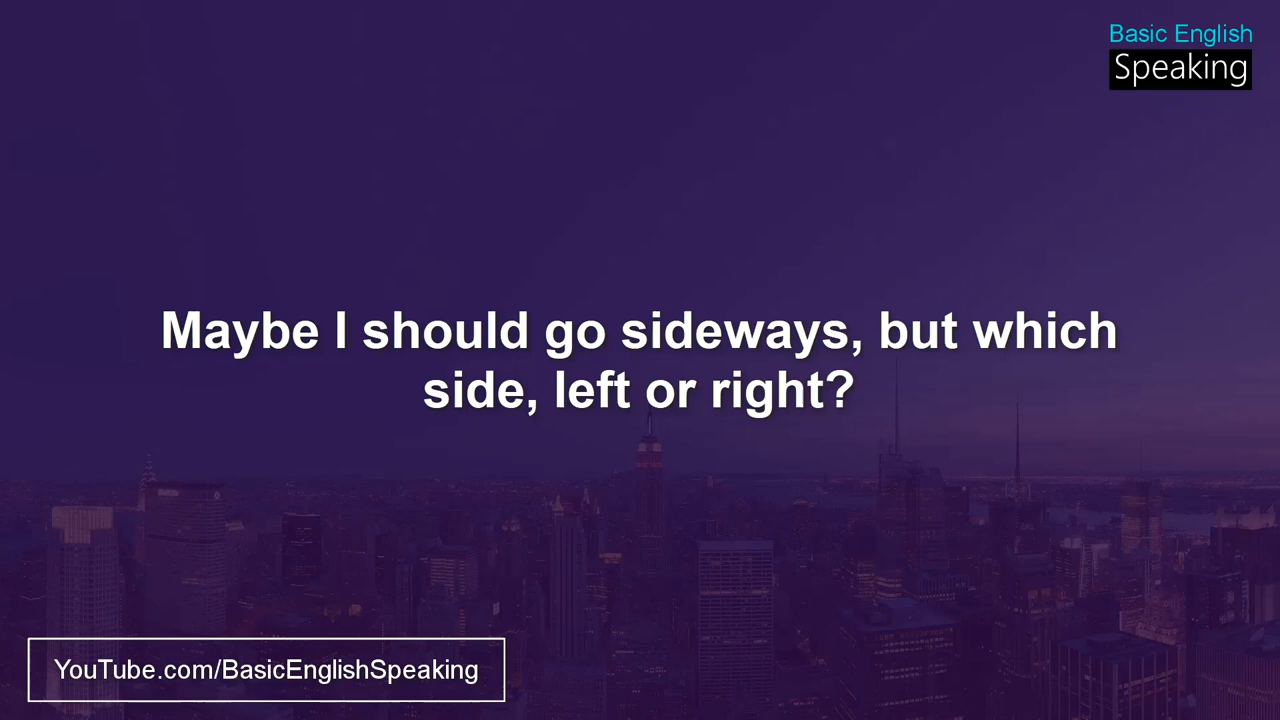 Basic English
Speaking
Maybe I should go sideways, but which
side, left or right?
YouTube.com/BasicEnglishSpeaking